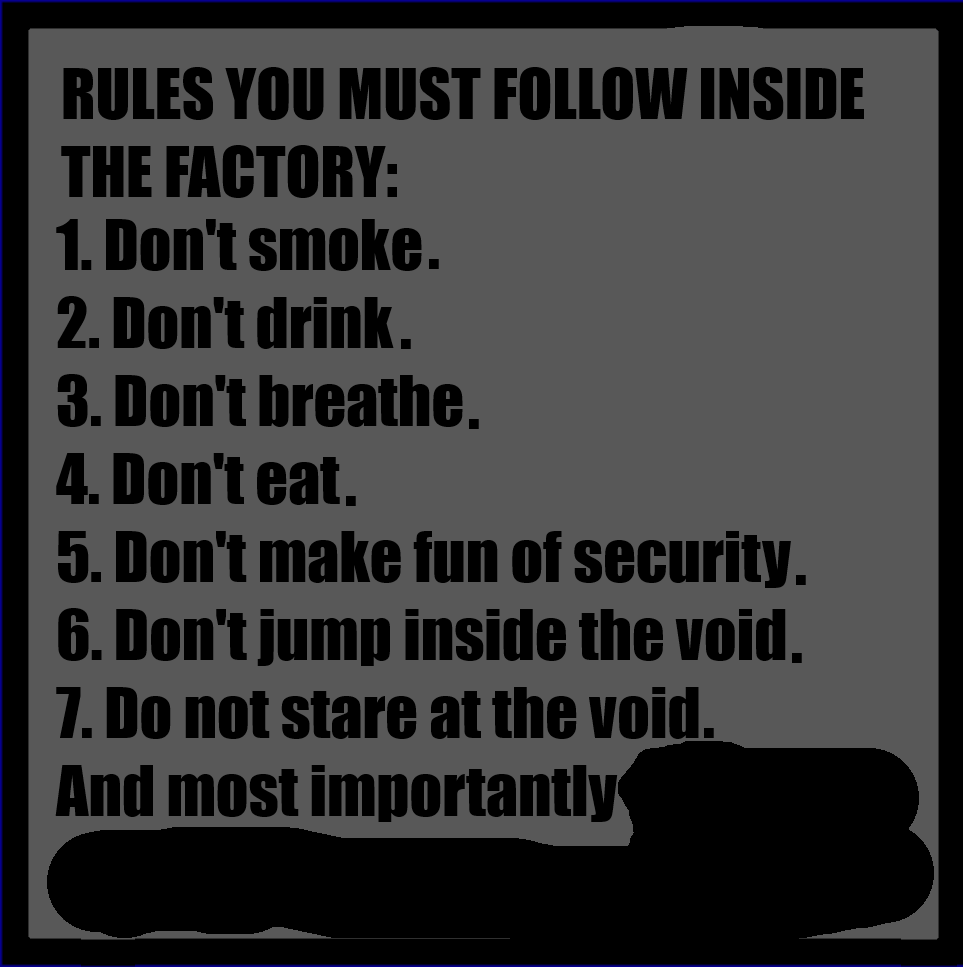 RULES YOU MUST FOLLOW INSIDE
THE FACTORY:
1. Don't smoke.
2. Don't drink.
3. Don't breathe.
4. Don't eat.
5. Don't make fun of security.
6. Don't jump inside the void.
7. Do not stare at the void.
And most importantly